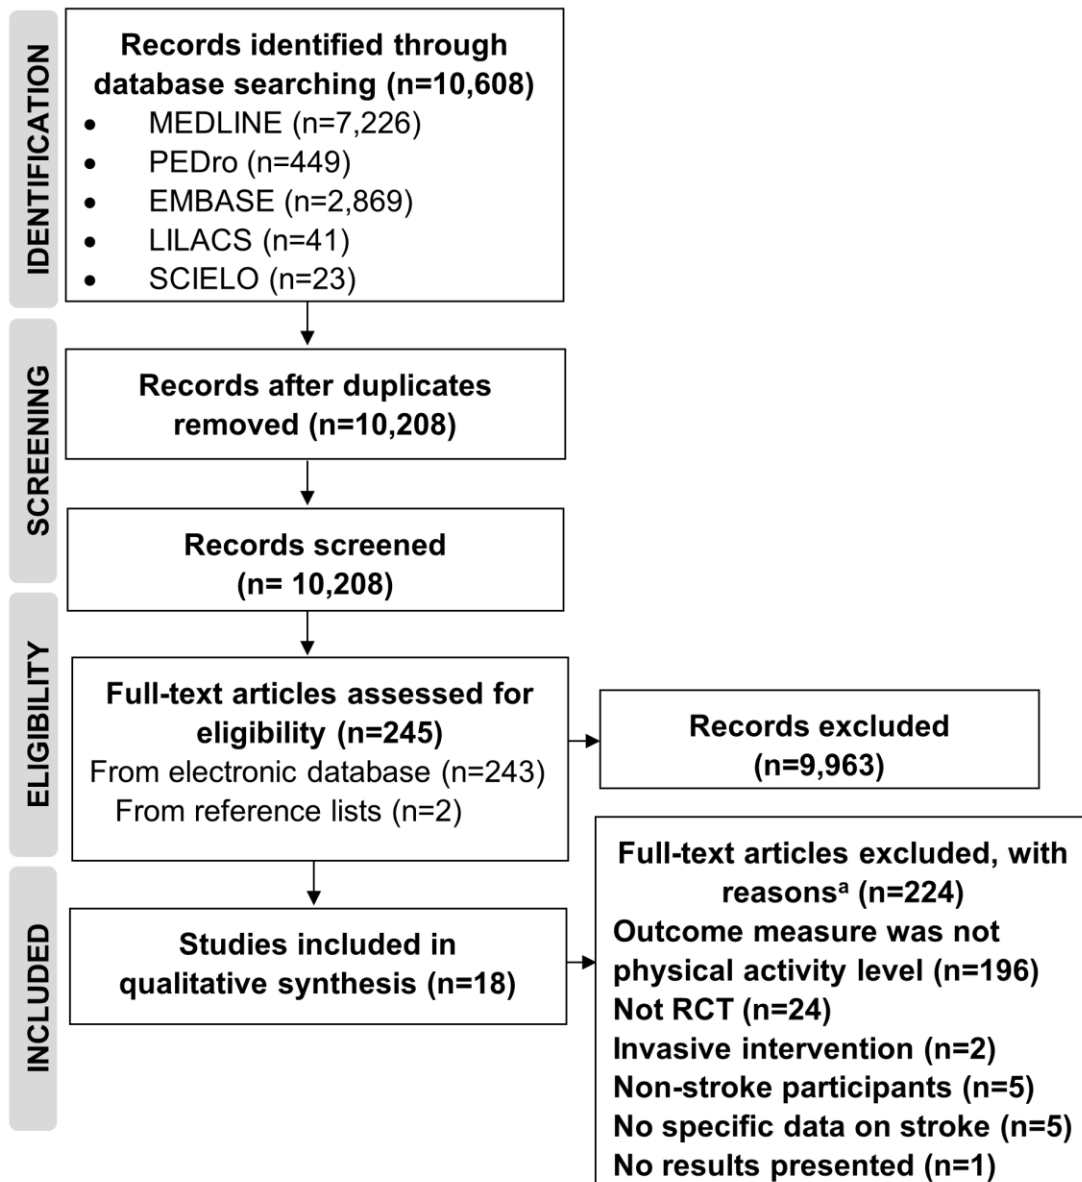 IDENTIFICATION
Records identified through
database searching (n=10,608)
• MEDLINE (n=7,226)
• PEDro (n=449)
• EMBASE (n=2,869)
• LILACS (n=41)
• SCIELO (n=23)
SCREENING
Records after duplicates
removed (n=10,208)
Records screened
(n= 10,208)
ELIGIBILITY
Full-text articles assessed for
eligibility (n=245)
From electronic database (n=243)
From reference lists (n=2)
Records excluded
(n=9,963)
INCLUDED
Studies included in
qualitative synthesis (n=18)
Full-text articles excluded, with
reasonsᵃ (n=224)
Outcome measure was not
physical activity level (n=196)
Not RCT (n=24)
Invasive intervention (n=2)
Non-stroke participants (n=5)
No specific data on stroke (n=5)
No results presented (n=1)